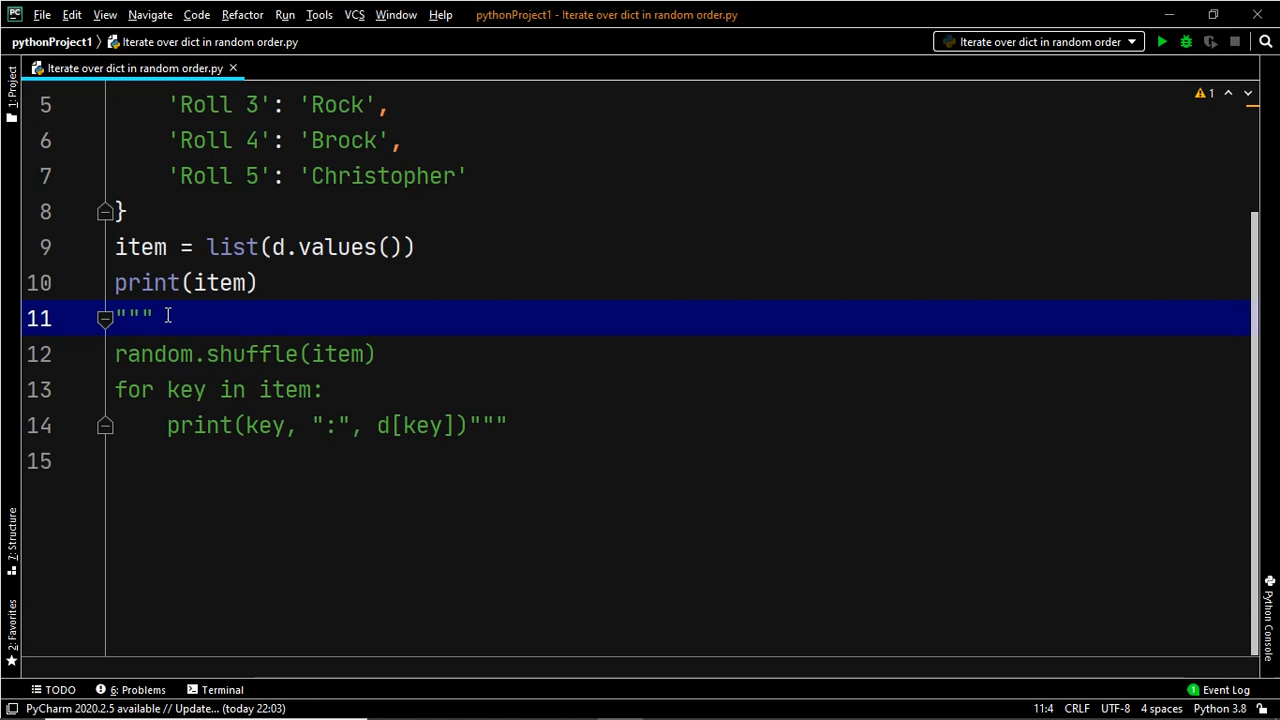 PC File Edit View Navigate Code Refactor Run Tools VCS Window Help pythonProject1 - Iterate over dict in random order.py
pythonProject1 Iterate over dict in random order.py Iterate over dict in random order
Iterate over dict in random order.py
1: Project
1
5 'Roll 3': 'Rock',
6 'Roll 4': 'Brock',
7 'Roll 5': 'Christopher'
8 }
9 item = list(d.values())
10 print(item)
11 """
12 random.shuffle(item)
13 for key in item:
14 print(key, ":", d[key])"""
15
7: Structure
2: Favorites
Python Console
TODO 6: Problems Terminal 1 Event Log
PyCharm 2020.2.5 available // Update... (today 22:03) 11:4 CRLF UTF-8 4 spaces Python 3.8